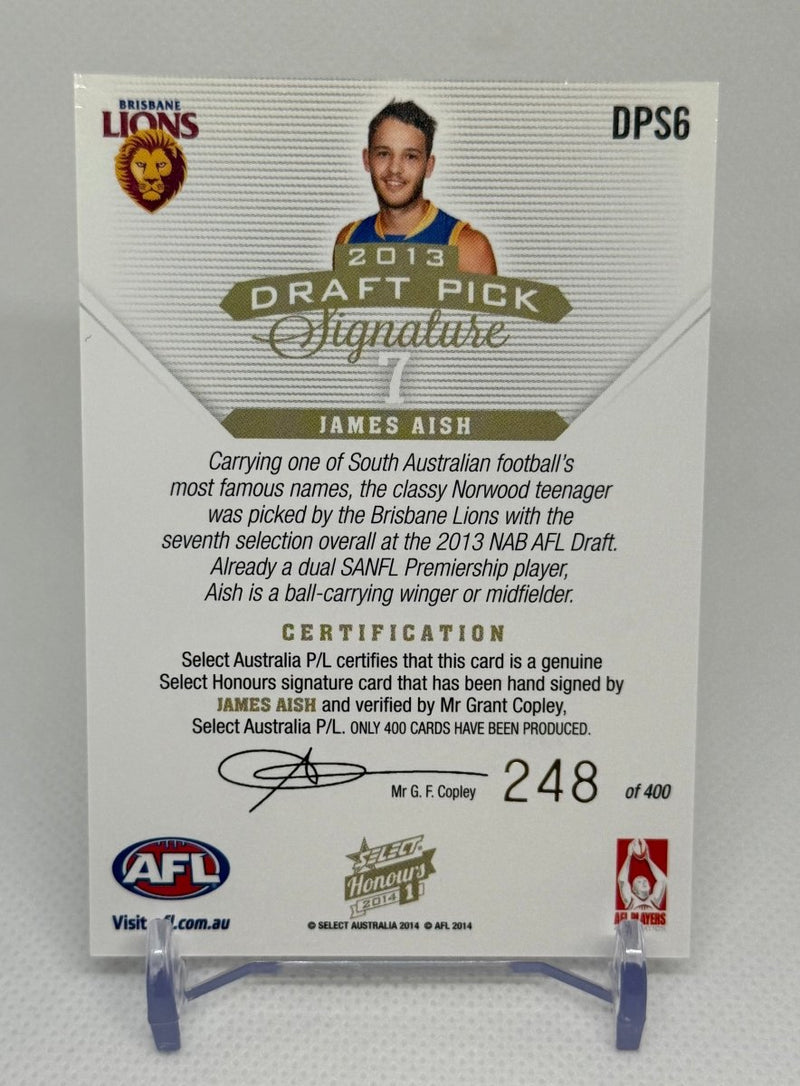 BRISBANE
LIONS
DPS6
2013
DRAFT PICK
Signature
7
JAMES AISH
Carrying one of South Australian football's
most famous names, the classy Norwood teenager
was picked by the Brisbane Lions with the
seventh selection overall at the 2013 NAB AFL Draft.
Already a dual SANFL Premiership player,
Aish is a ball-carrying winger or midfielder.
CERTIFICATION
Select Australia P/L certifies that this card is a genuine
Select Honours signature card that has been hand signed by
JAMES AISH and verified by Mr Grant Copley,
Select Australia P/L. ONLY 400 CARDS HAVE BEEN PRODUCED.
Mr G. F. Copley
248 of 400
AFL
Visit .com.au
SELECT
Honours
2014 1
© SELECT AUSTRALIA 2014 © AFL 2014
AFL PLAYERS